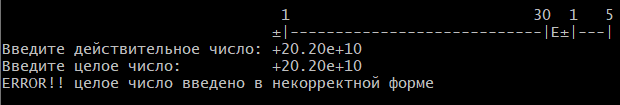 1                              30  1   5
±|-----------------------------|E±|---|
Введите действительное число: +20.20e+10
Введите целое число:          +20.20e+10
ERROR!! целое число введено в некорректной форме